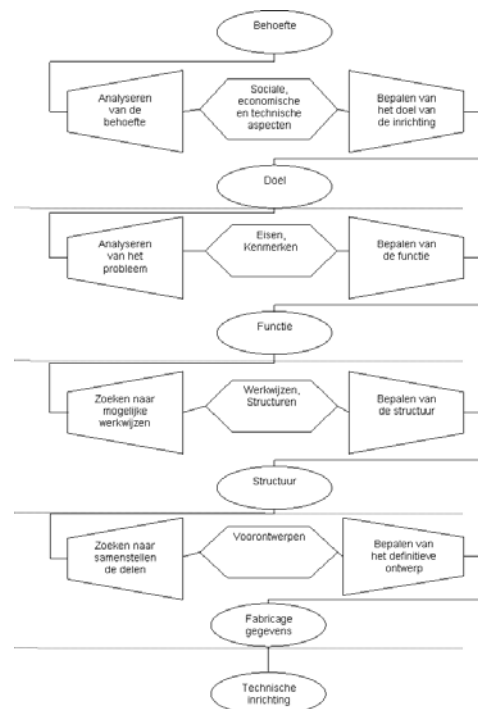 Behoefte
Analyseren
van de
behoefte
Sociale,
economische
en technische
aspecten
Bepalen van
het doel van
de inrichting
Doel
Analyseren
van het
probleem
Eisen,
Kenmerken
Bepalen van
de functie
Functie
Zoeken naar
mogelijke
werkwijzen
Werkwijzen,
Structuren
Bepalen van
de structuur
Structuur
Zoeken naar
samenstellen
de delen
Voorontwerpen
Bepalen van
het definitieve
ontwerp
Fabricage
gegevens
Technische
inrichting